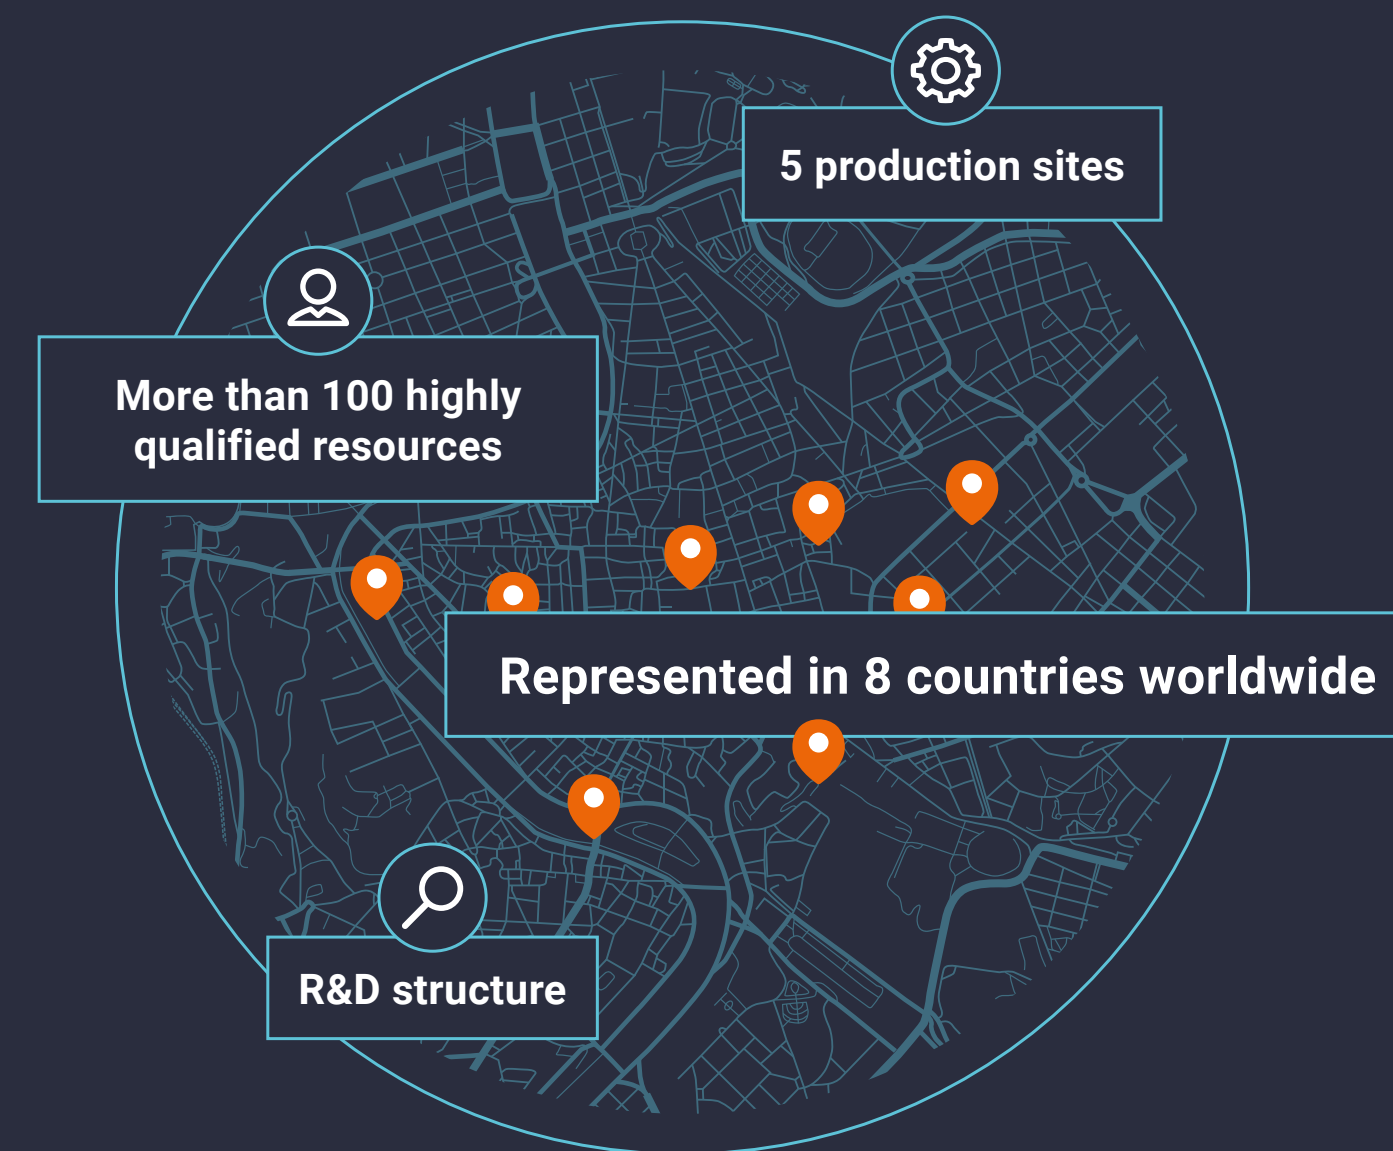 5 production sites
More than 100 highly
qualified resources
Represented in 8 countries worldwide
R&D structure